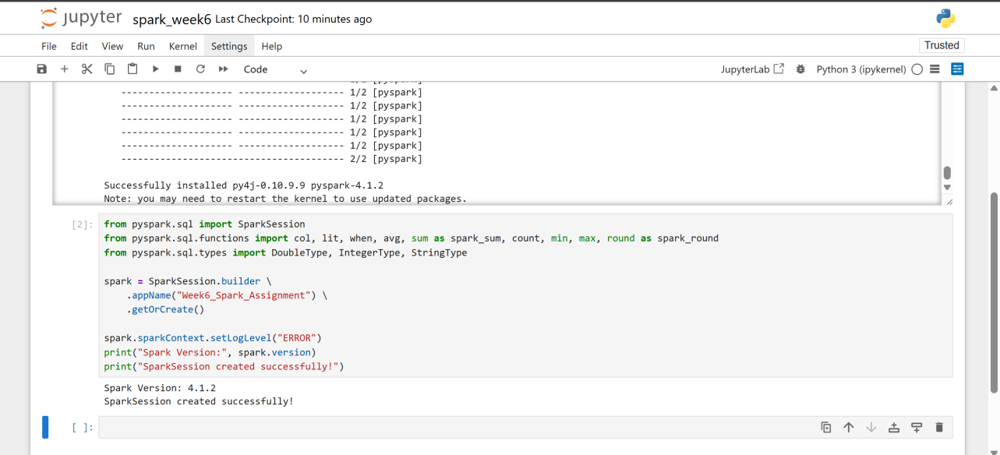 jupyter spark_week6 Last Checkpoint: 10 minutes ago
File Edit View Run Kernel Settings Help
Trusted
Code
JupyterLab
Python 3 (ipykernel)
------------------- ------------------ 1/2 [pyspark]
------------------- ------------------ 1/2 [pyspark]
------------------- ------------------ 1/2 [pyspark]
------------------- ------------------ 1/2 [pyspark]
------------------- ------------------ 1/2 [pyspark]
-------------------------------------- 2/2 [pyspark]
Successfully installed py4j-0.10.9.9 pyspark-4.1.2
Note: you may need to restart the kernel to use updated packages.
[2]:
from pyspark.sql import SparkSession
from pyspark.sql.functions import col, lit, when, avg, sum as spark_sum, count, min, max, round as spark_round
from pyspark.sql.types import DoubleType, IntegerType, StringType
spark = SparkSession.builder \
    .appName("Week6_Spark_Assignment") \
    .getOrCreate()
spark.sparkContext.setLogLevel("ERROR")
print("Spark Version:", spark.version)
print("SparkSession created successfully!")
Spark Version: 4.1.2
SparkSession created successfully!
[ ]: